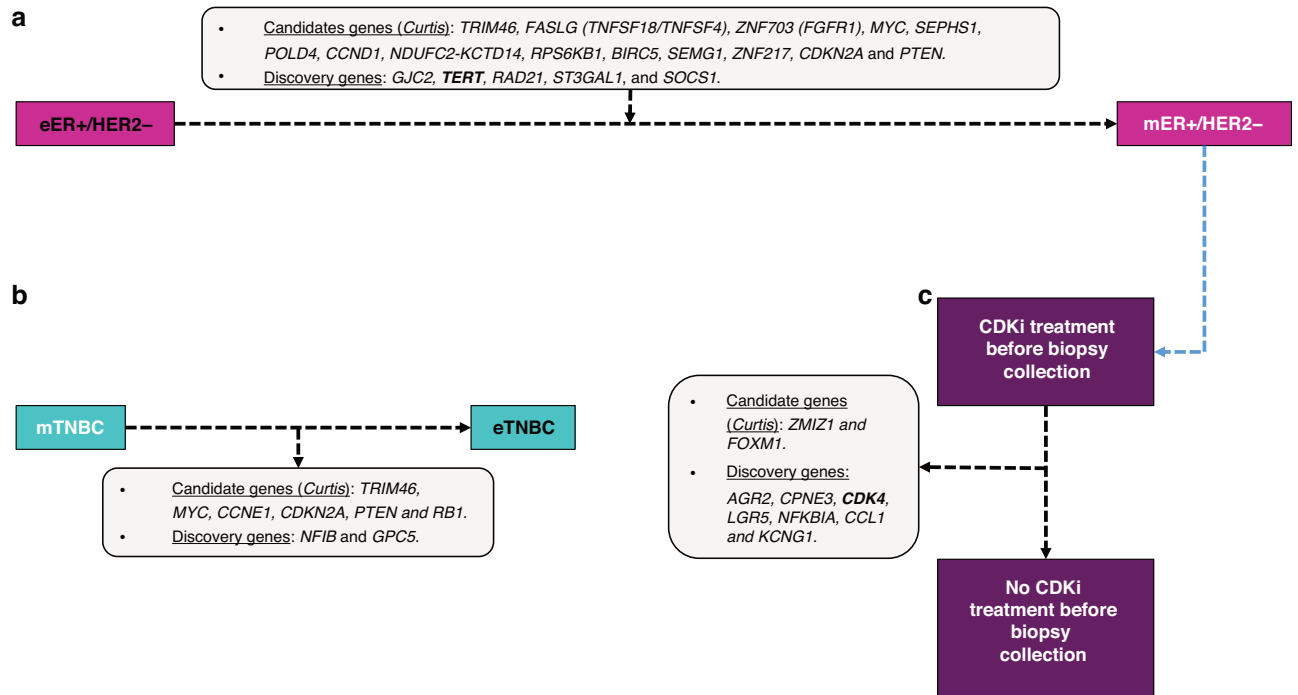 a
• Candidates genes (Curtis): TRIM46, FASLG (TNFSF18/TNFSF4), ZNF703 (FGFR1), MYC, SEPHS1,
POLD4, CCND1, NDUFC2-KCTD14, RPS6KB1, BIRC5, SEMG1, ZNF217, CDKN2A and PTEN.
• Discovery genes: GJC2, TERT, RAD21, ST3GAL1, and SOCS1.
eER+/HER2–
mER+/HER2–
b
mTNBC
eTNBC
• Candidate genes (Curtis): TRIM46,
MYC, CCNE1, CDKN2A, PTEN and RB1.
• Discovery genes: NFIB and GPC5.
c
CDKi treatment
before biopsy
collection
• Candidate genes
(Curtis): ZMIZ1 and
FOXM1.
• Discovery genes:
AGR2, CPNE3, CDK4,
LGR5, NFKBIA, CCL1
and KCNG1.
No CDKi
treatment before
biopsy
collection